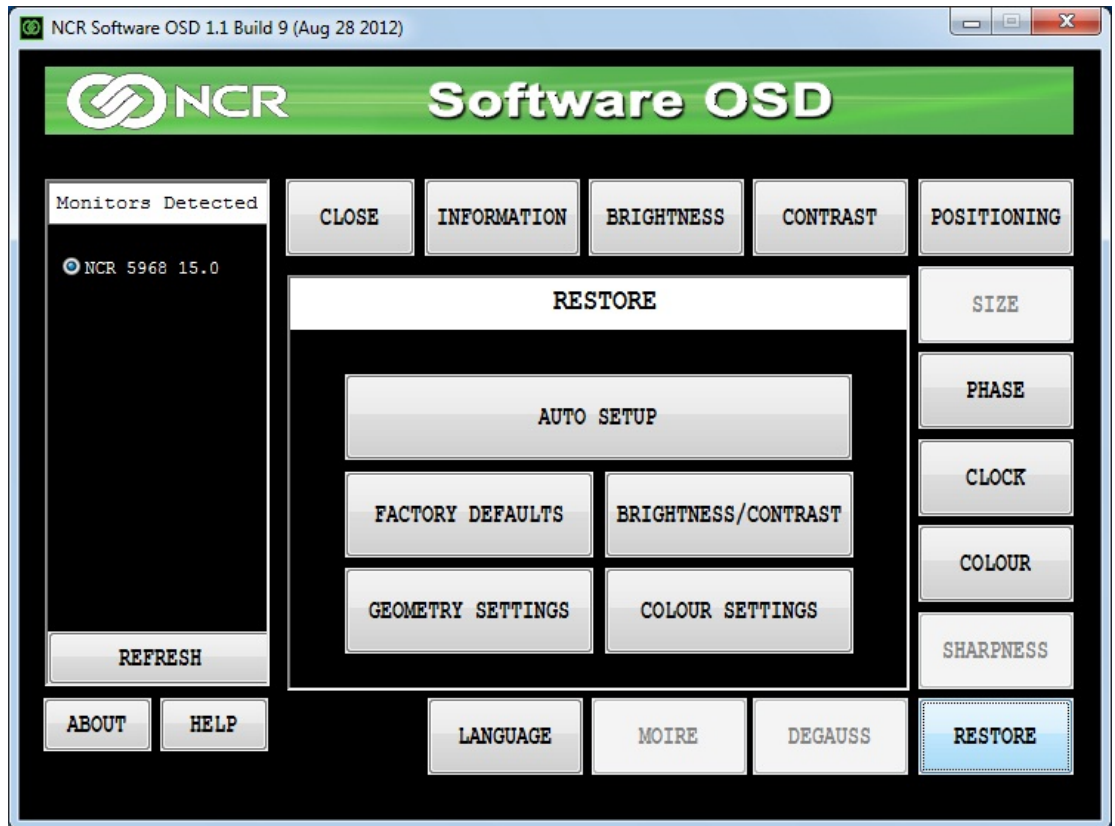 NCR Software OSD 1.1 Build 9 (Aug 28 2012)
NCR Software OSD
Monitors Detected
NCR 5968 15.0
REFRESH
ABOUT HELP
CLOSE INFORMATION BRIGHTNESS CONTRAST POSITIONING
RESTORE
AUTO SETUP
FACTORY DEFAULTS BRIGHTNESS/CONTRAST
GEOMETRY SETTINGS COLOUR SETTINGS
SIZE
PHASE
CLOCK
COLOUR
SHARPNESS
LANGUAGE MOIRE DEGAUSS RESTORE